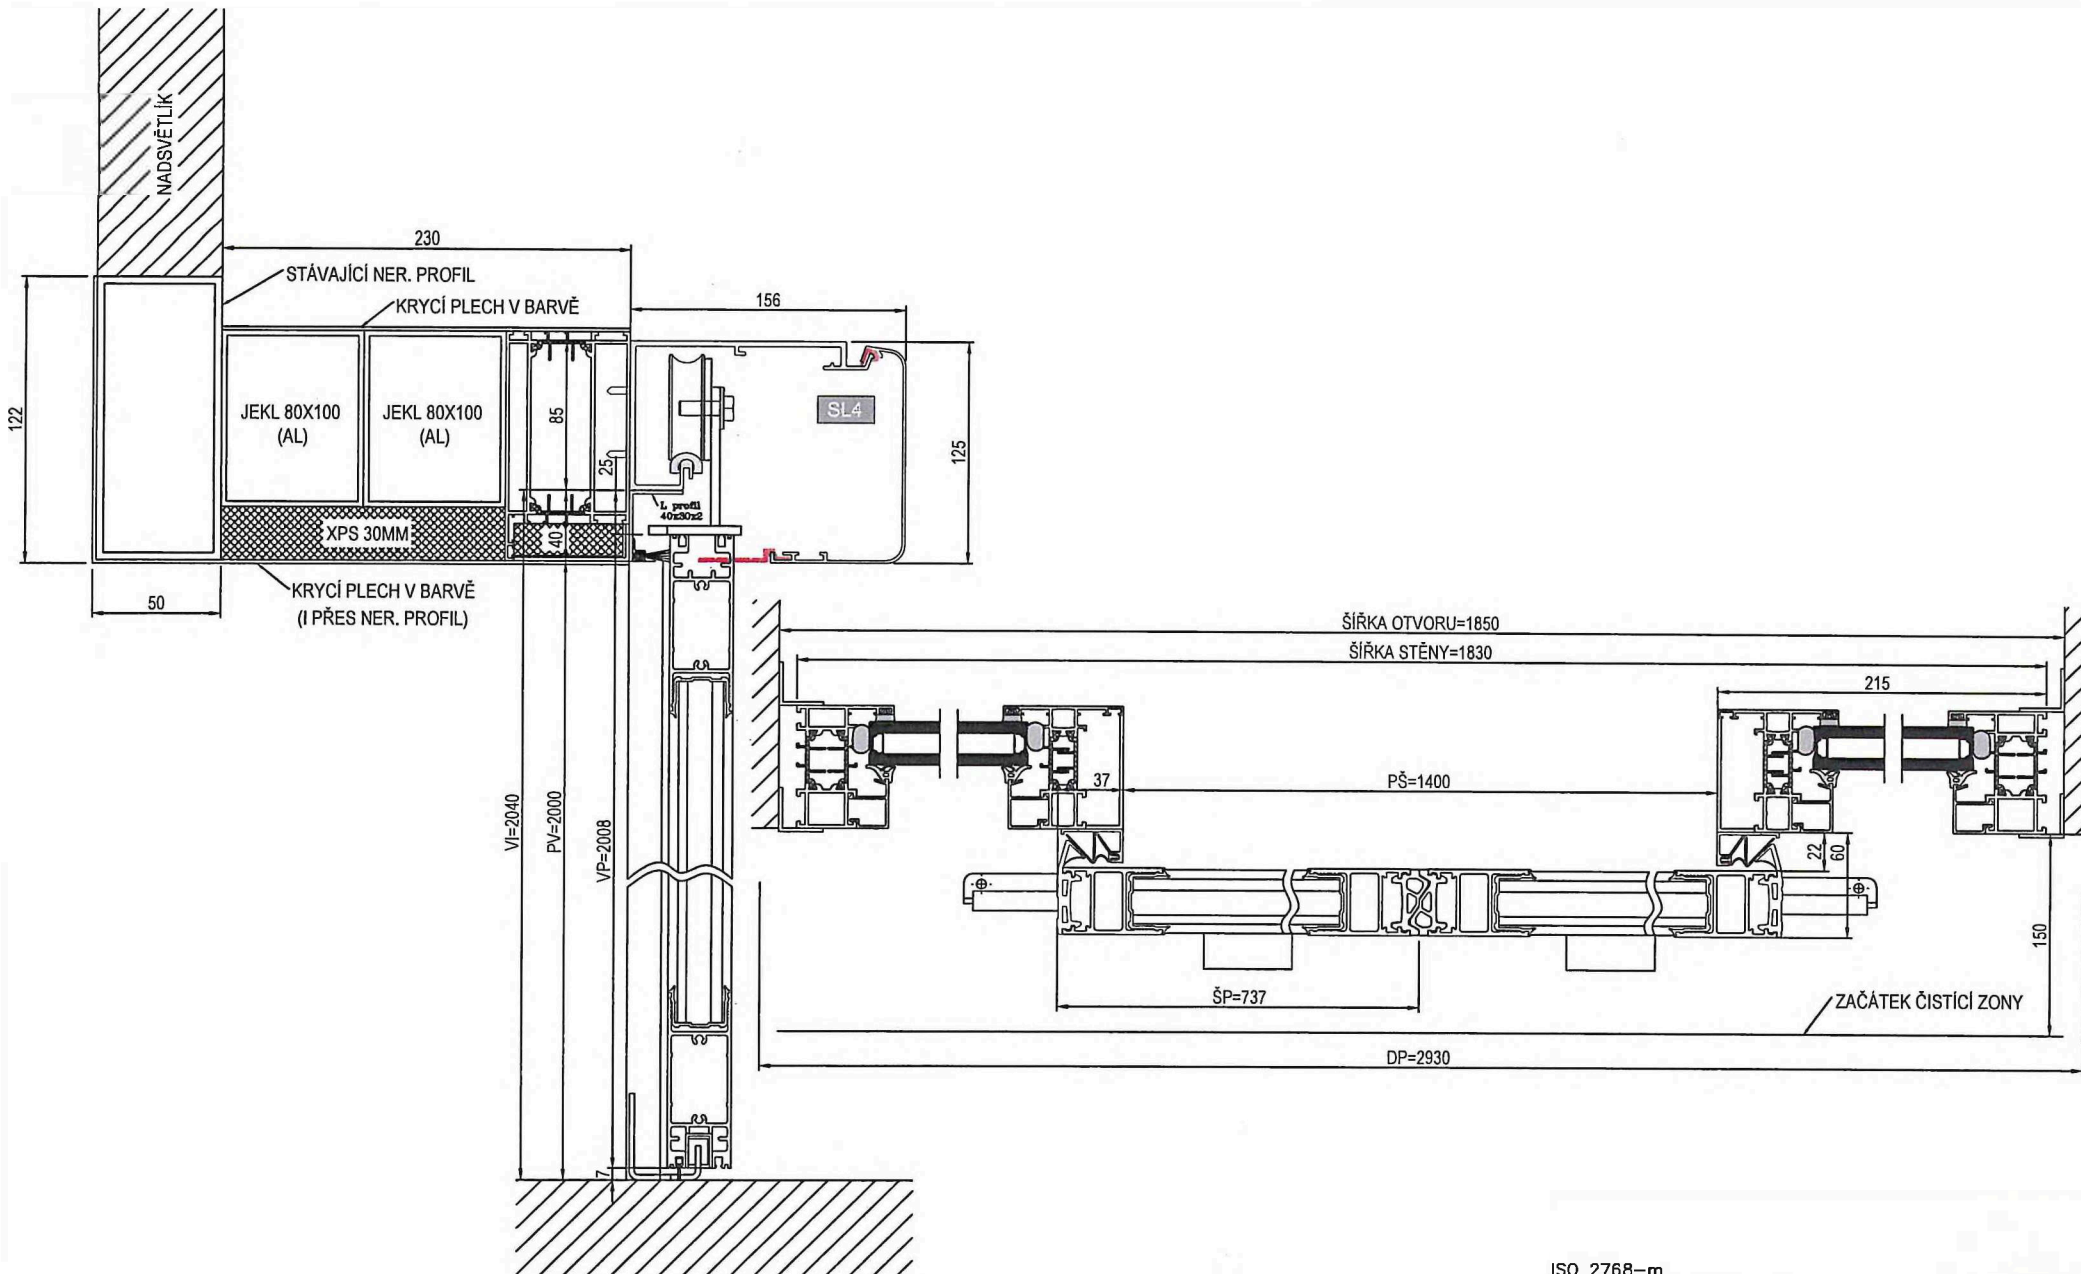 NADSVĚTLÍK
230
STÁVAJÍCÍ NER. PROFIL
KRYCÍ PLECH V BARVĚ
156
122
JEKL 80X100
(AL)
JEKL 80X100
(AL)
85
25
SL4
125
L profil
40x30x2
XPS 30MM
40
KRYCÍ PLECH V BARVĚ
(I PŘES NER. PROFIL)
50
ŠÍŘKA OTVORU=1850
ŠÍŘKA STĚNY=1830
215
37
PŠ=1400
VI=2040
PV=2000
VP=2008
22
60
150
ŠP=737
ZAČÁTEK ČISTÍCÍ ZONY
DP=2930
7
ISO 2768-m